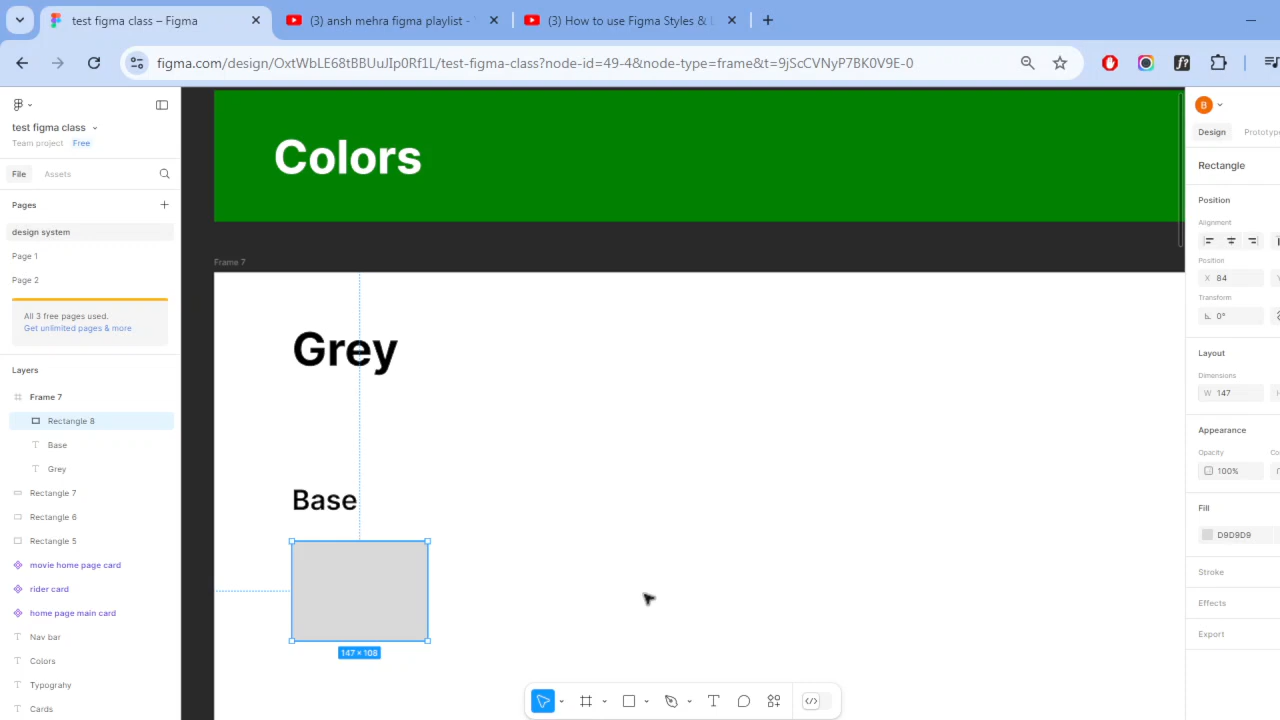 test figma class – Figma
(3) ansh mehra figma playlist -
(3) How to use Figma Styles &
figma.com/design/OxtWbLE68tBBUuJIp0Rf1L/test-figma-class?node-id=49-4&node-type=frame&t=9jScCVNyP7BK0V9E-0
test figma class
Team project Free
File Assets
Pages
design system
Page 1
Page 2
All 3 free pages used.
Get unlimited pages & more
Layers
Frame 7
Rectangle 8
Base
Grey
Rectangle 7
Rectangle 6
Rectangle 5
movie home page card
rider card
home page main card
Nav bar
Colors
Typograhy
Cards
Colors
Frame 7
Grey
Base
147 × 108
B
Design Prototype
Rectangle
Position
Alignment
Position
X 84
Transform
0°
Layout
Dimensions
W 147
Appearance
Opacity
100%
Fill
D9D9D9
Stroke
Effects
Export